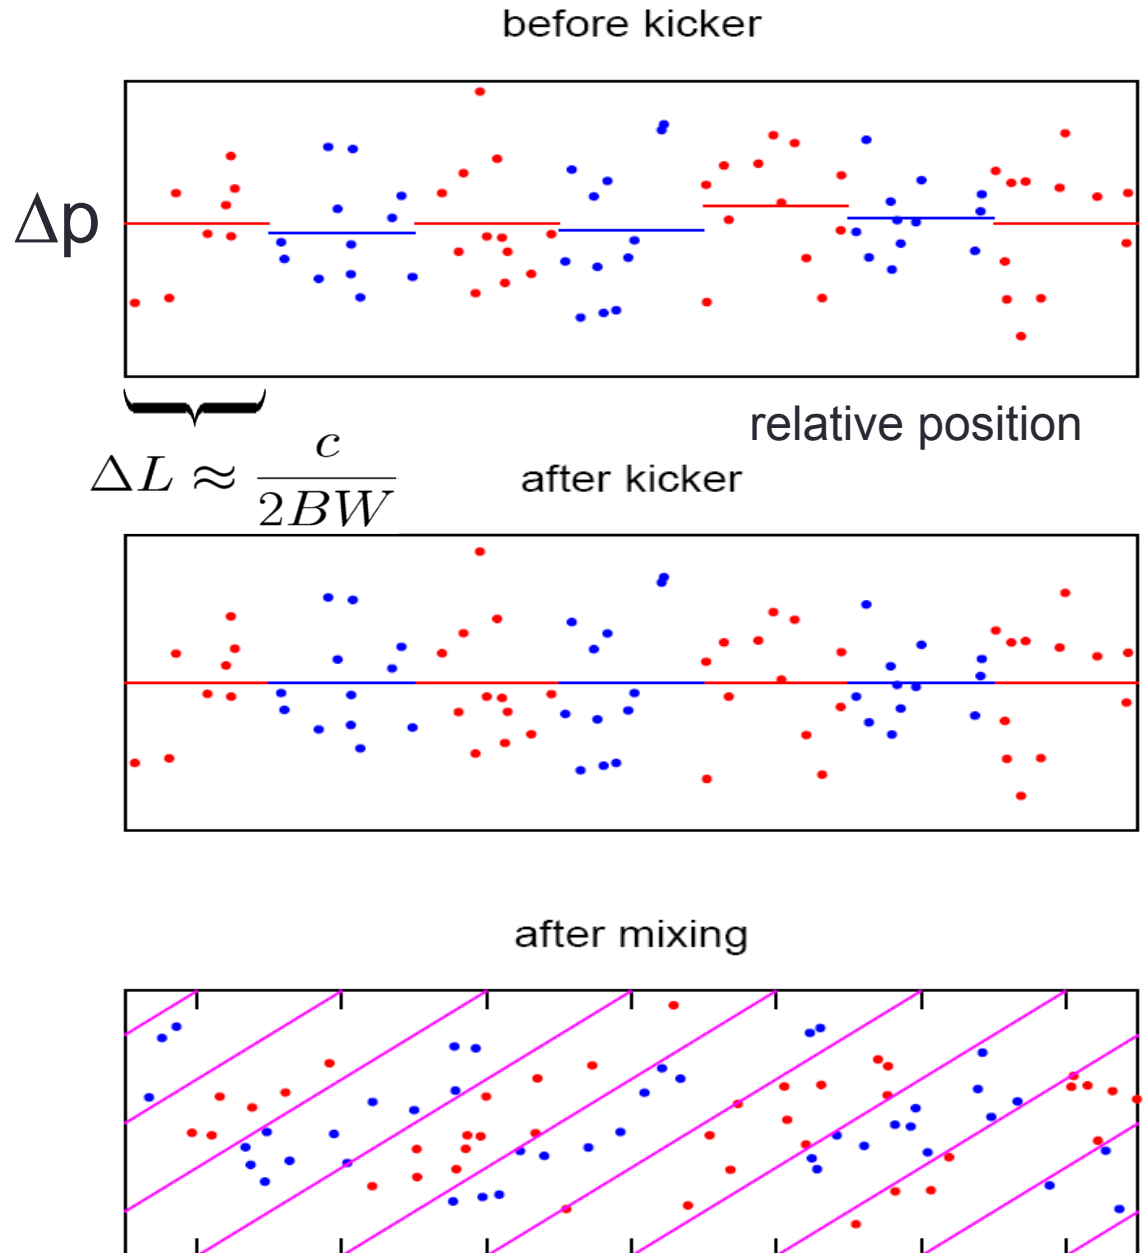 before kicker
Δp
relative position
ΔL ≈ c / 2BW
after kicker
after mixing